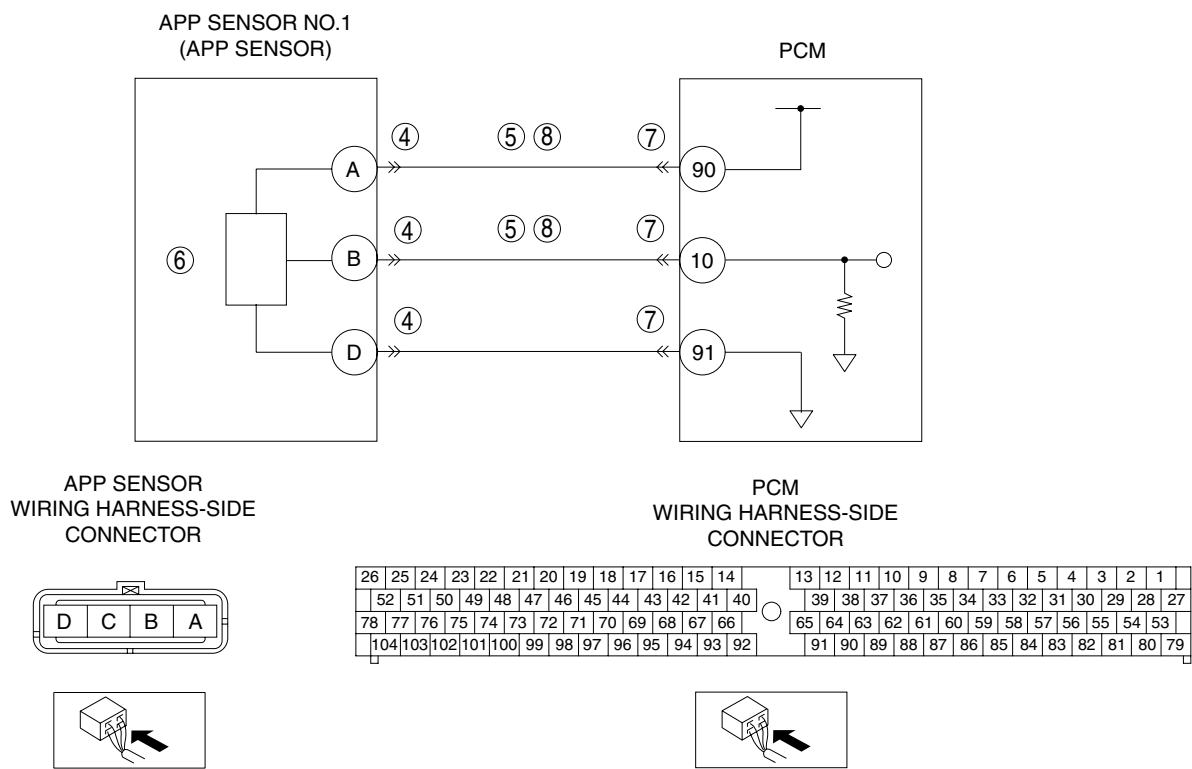 APP SENSOR NO.1
(APP SENSOR)
PCM
④ ⑤ ⑧ ⑦
A 90
④ ⑤ ⑧ ⑦
⑥ B 10
④ ⑦
D 91
APP SENSOR
WIRING HARNESS-SIDE
CONNECTOR
PCM
WIRING HARNESS-SIDE
CONNECTOR
D C B A
26 25 24 23 22 21 20 19 18 17 16 15 14 13 12 11 10 9 8 7 6 5 4 3 2 1
52 51 50 49 48 47 46 45 44 43 42 41 40 39 38 37 36 35 34 33 32 31 30 29 28 27
78 77 76 75 74 73 72 71 70 69 68 67 66 65 64 63 62 61 60 59 58 57 56 55 54 53
104 103 102 101 100 99 98 97 96 95 94 93 92 91 90 89 88 87 86 85 84 83 82 81 80 79